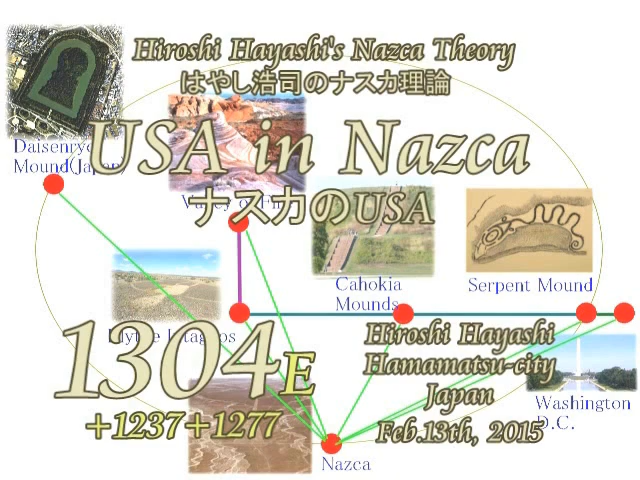 Hiroshi Hayashi's Nazca Theory
はやし浩司のナスカ理論
USA in Nazca
ナスカのUSA
Mound(Japan)
Cahokia
Mounds
Serpent Mound
1304E
+1237+1277
Hiroshi Hayashi
Hamamatsu-city
Japan
Feb.13th, 2015
Washington
D.C.
Nazca